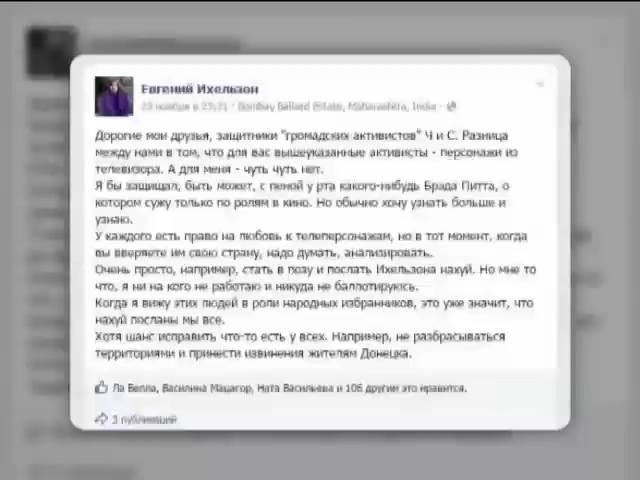 Евгений Ихельзон
23 ноября в 23:31 · Bombay Ballard Estate, Maharashtra, India ·
Дорогие мои друзья, защитники "громадских активистов" Ч и С. Разница
между нами в том, что для вас вышеуказанные активисты - персонажи из
телевизора. А для меня - чуть чуть нет.
Я бы защищал, быть может, с пеной у рта какого-нибудь Брэда Питта, о
котором сужу только по ролям в кино. Но обычно хочу узнать больше и
узнаю.
У каждого есть право на любовь к телеперсонажам, но в тот момент, когда
вы вверяете им свою страну, надо думать, анализировать.
Очень просто, например, стать в позу и послать Ихельзона нахуй. Но мне то
что, я ни на кого не работаю и никуда не баллотируюсь.
Когда я вижу этих людей в роли народных избранников, это уже значит, что
нахуй посланы мы все.
Хотя шанс исправить что-то есть у всех. Например, не разбрасываться
территориями и принести извинения жителям Донецка.
Ла Белла, Василина Мацагор, Ната Васильева и 106 другим это нравится.
3 публикаций